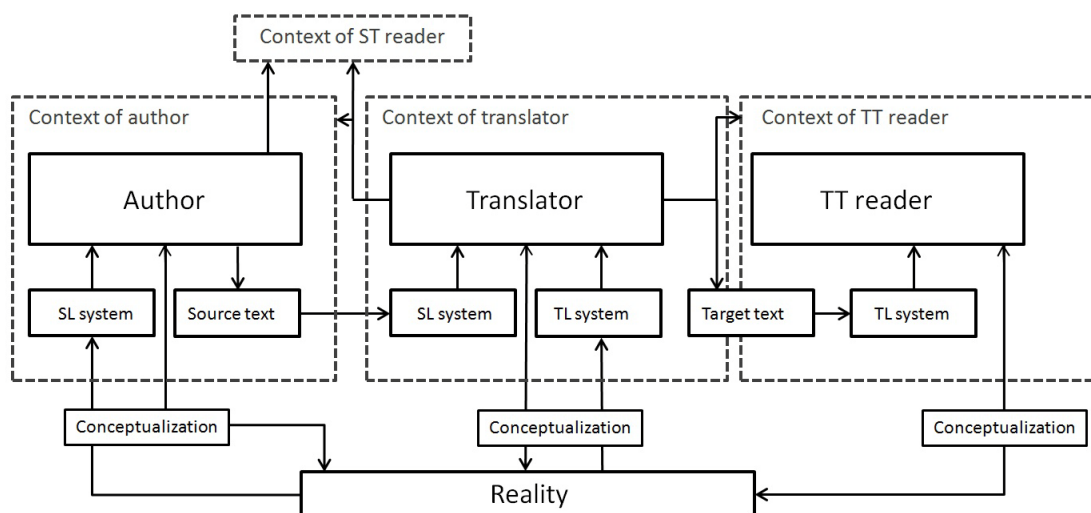 Context of ST reader
Context of author
Context of translator
Context of TT reader
Author
Translator
TT reader
SL system
Source text
SL system
TL system
Target text
TL system
Conceptualization
Conceptualization
Conceptualization
Reality